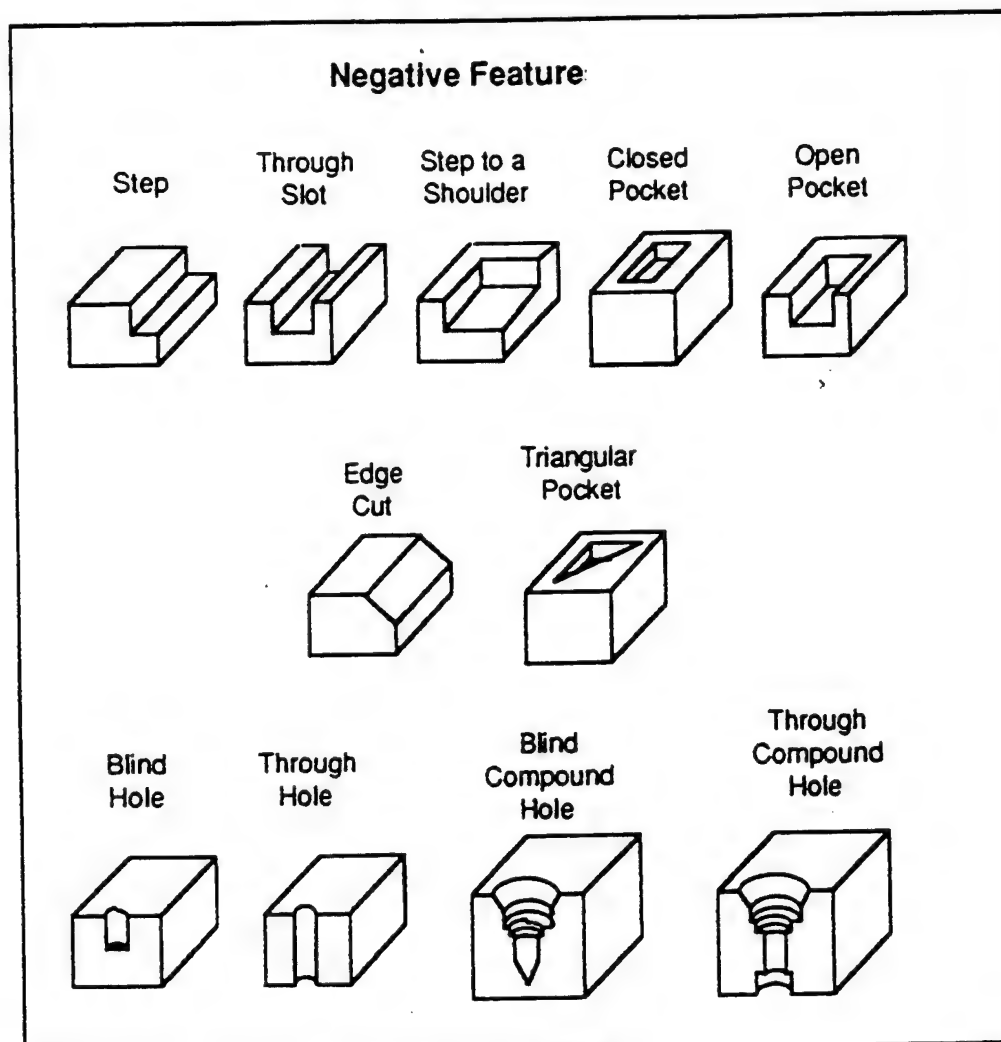 Negative Feature
Step
Through
Slot
Step to a
Shoulder
Closed
Pocket
Open
Pocket
Edge
Cut
Triangular
Pocket
Blind
Hole
Through
Hole
Blind
Compound
Hole
Through
Compound
Hole